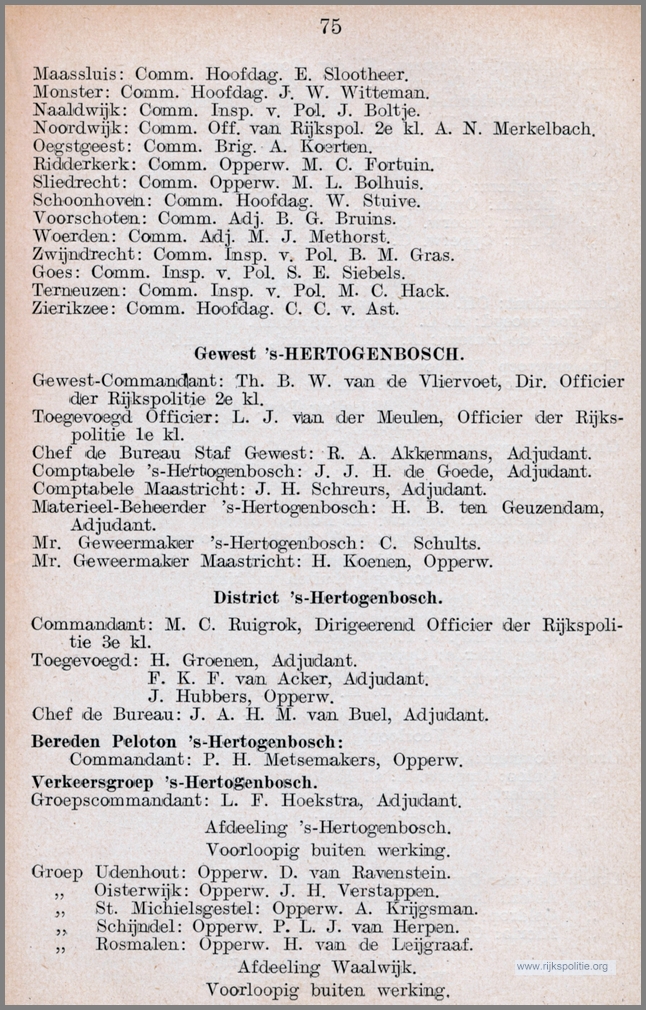 75
Maassluis: Comm. Hoofdag. E. Slootheer.
Monster: Comm. Hoofdag. J. W. Witteman.
Naaldwijk: Comm. Insp. v. Pol. J. Boltje.
Noordwijk: Comm. Off. van Rijkspol. 2e kl. A. N. Merkelbach.
Oegstgeest: Comm. Brig. A. Koerten.
Ridderkerk: Comm. Opperw. M. C. Fortuin.
Sliedrecht: Comm. Opperw. M. L. Bolhuis.
Schoonhoven: Comm. Hoofdag. W. Stuive.
Voorschoten: Comm. Adj. B. G. Bruins.
Woerden: Comm. Adj. M. J. Methorst.
Zwijndrecht: Comm. Insp. v. Pol. B. M. Gras.
Goes: Comm. Insp. v. Pol. S. E. Siebels.
Terneuzen: Comm. Insp. v. Pol. M. C. Hack.
Zierikzee: Comm. Hoofdag. C. C. v. Ast.
Gewest 's-HERTOGENBOSCH.
Gewest-Commandant: Th. B. W. van de Vliervoet, Dir. Officier
der Rijkspolitie 2e kl.
Toegevoegd Officier: L. J. van der Meulen, Officier der Rijks-
politie 1e kl.
Chef de Bureau Staf Gewest: R. A. Akkermans, Adjudant.
Comptabele 's-Hertogenbosch: J. J. H. de Goede, Adjudant.
Comptabele Maastricht: J. H. Schreurs, Adjudant.
Materieel-Beheerder 's-Hertogenbosch: H. B. ten Geuzendam,
Adjudant.
Mr. Geweermaker 's-Hertogenbosch: C. Schults.
Mr. Geweermaker Maastricht: H. Koenen, Opperw.
District 's-Hertogenbosch.
Commandant: M. C. Ruigrok, Dirigeerend Officier der Rijkspoli-
tie 3e kl.
Toegevoegd: H. Groenen, Adjudant.
F. K. F. van Acker, Adjudant.
J. Hubbers, Opperw.
Chef de Bureau: J. A. H. M. van Buel, Adjudant.
Bereden Peloton 's-Hertogenbosch:
Commandant: P. H. Metsemakers, Opperw.
Verkeersgroep 's-Hertogenbosch.
Groepscommandant: L. F. Hoekstra, Adjudant.
Afdeeling 's-Hertogenbosch.
Voorloopig buiten werking.
Groep Udenhout: Opperw. D. van Ravenstein.
„ Oisterwijk: Opperw. J. H. Verstappen.
„ St. Michielsgestel: Opperw. A. Krijgsman.
„ Schijndel: Opperw. P. L. J. van Herpen.
„ Rosmalen: Opperw. H. van de Leijgraaf.
Afdeeling Waalwijk.
www.rijkspolitie.org
Voorloopig buiten werking.